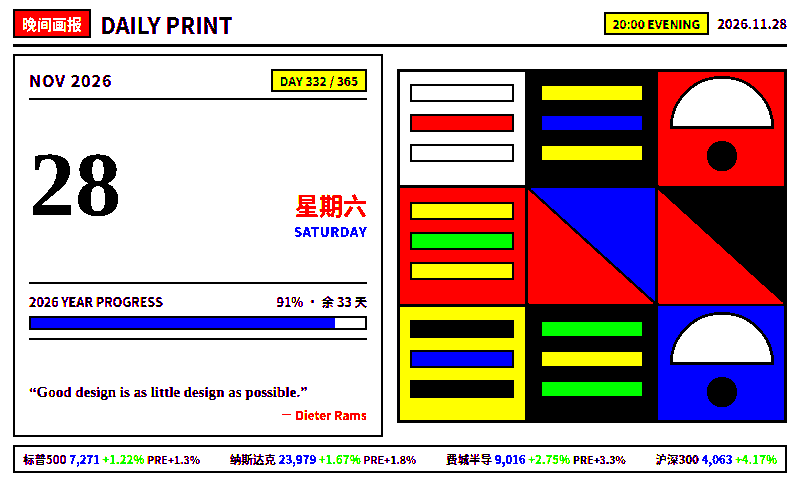 晚间画报 DAILY PRINT 20:00 EVENING 2026.11.28
NOV 2026 DAY 332 / 365
28
星期六
SATURDAY
2026 YEAR PROGRESS 91% · 余 33 天
“Good design is as little design as possible.”
— Dieter Rams
标普500 7,271 +1.22% PRE+1.3% 纳斯达克 23,979 +1.67% PRE+1.8% 费城半导 9,016 +2.75% PRE+3.3% 沪深300 4,063 +4.17%